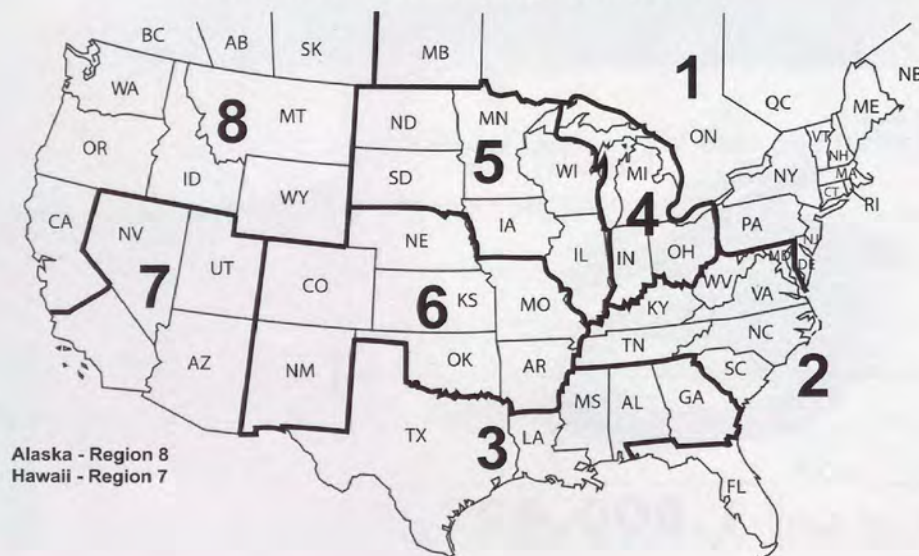 BC
AB
SK
MB
1
NB
WA
8
MT
ND
MN
QC
ME
ON
OR
5
VT
NH
ID
SD
WI
MI
NY
MA
WY
CT
RI
CA
4
NV
NE
IA
PA
UT
IL
IN
OH
NJ
7
CO
6
KS
MO
WV
MD
DE
VA
KY
NC
AZ
NM
OK
AR
TN
2
SC
MS
AL
GA
TX
3
LA
Alaska - Region 8
Hawaii - Region 7
FL